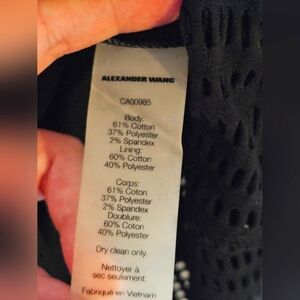 ALEXANDER WANG
CA00985
Body:
61% Cotton
37% Polyester
2% Spandex
Lining:
60% Cotton
40% Polyester
Corps:
61% Coton
37% Polyester
2% Spandex
Doublure:
60% Coton
40% Polyester
Dry clean only.
Nettoyer à
sec seulement.
Fabriqué en Vietnam